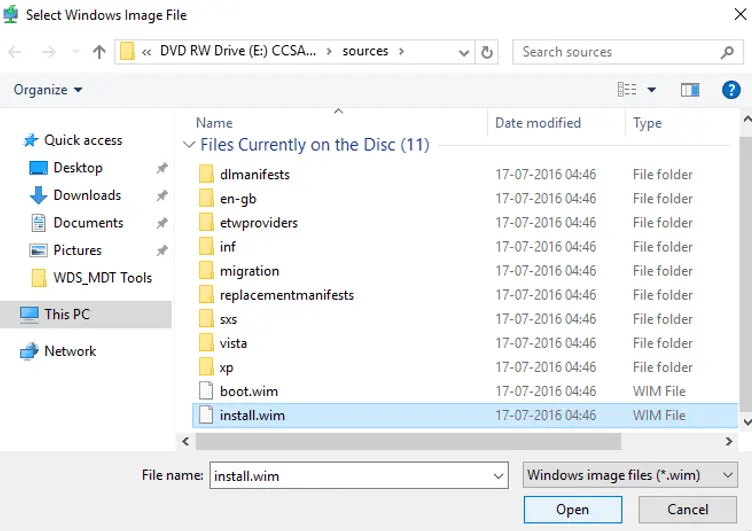 Select Windows Image File
« DVD RW Drive (E:) CCSA... › sources ›
Search sources
Organize
Name Date modified Type
Files Currently on the Disc (11)
Quick access
Desktop
Downloads
Documents
Pictures
WDS_MDT Tools
This PC
Network
dlmanifests 17-07-2016 04:46 File folder
en-gb 17-07-2016 04:46 File folder
etwproviders 17-07-2016 04:46 File folder
inf 17-07-2016 04:46 File folder
migration 17-07-2016 04:46 File folder
replacementmanifests 17-07-2016 04:46 File folder
sxs 17-07-2016 04:46 File folder
vista 17-07-2016 04:46 File folder
xp 17-07-2016 04:46 File folder
boot.wim 17-07-2016 04:46 WIM File
install.wim 17-07-2016 04:46 WIM File
File name: install.wim Windows image files (*.wim)
Open Cancel